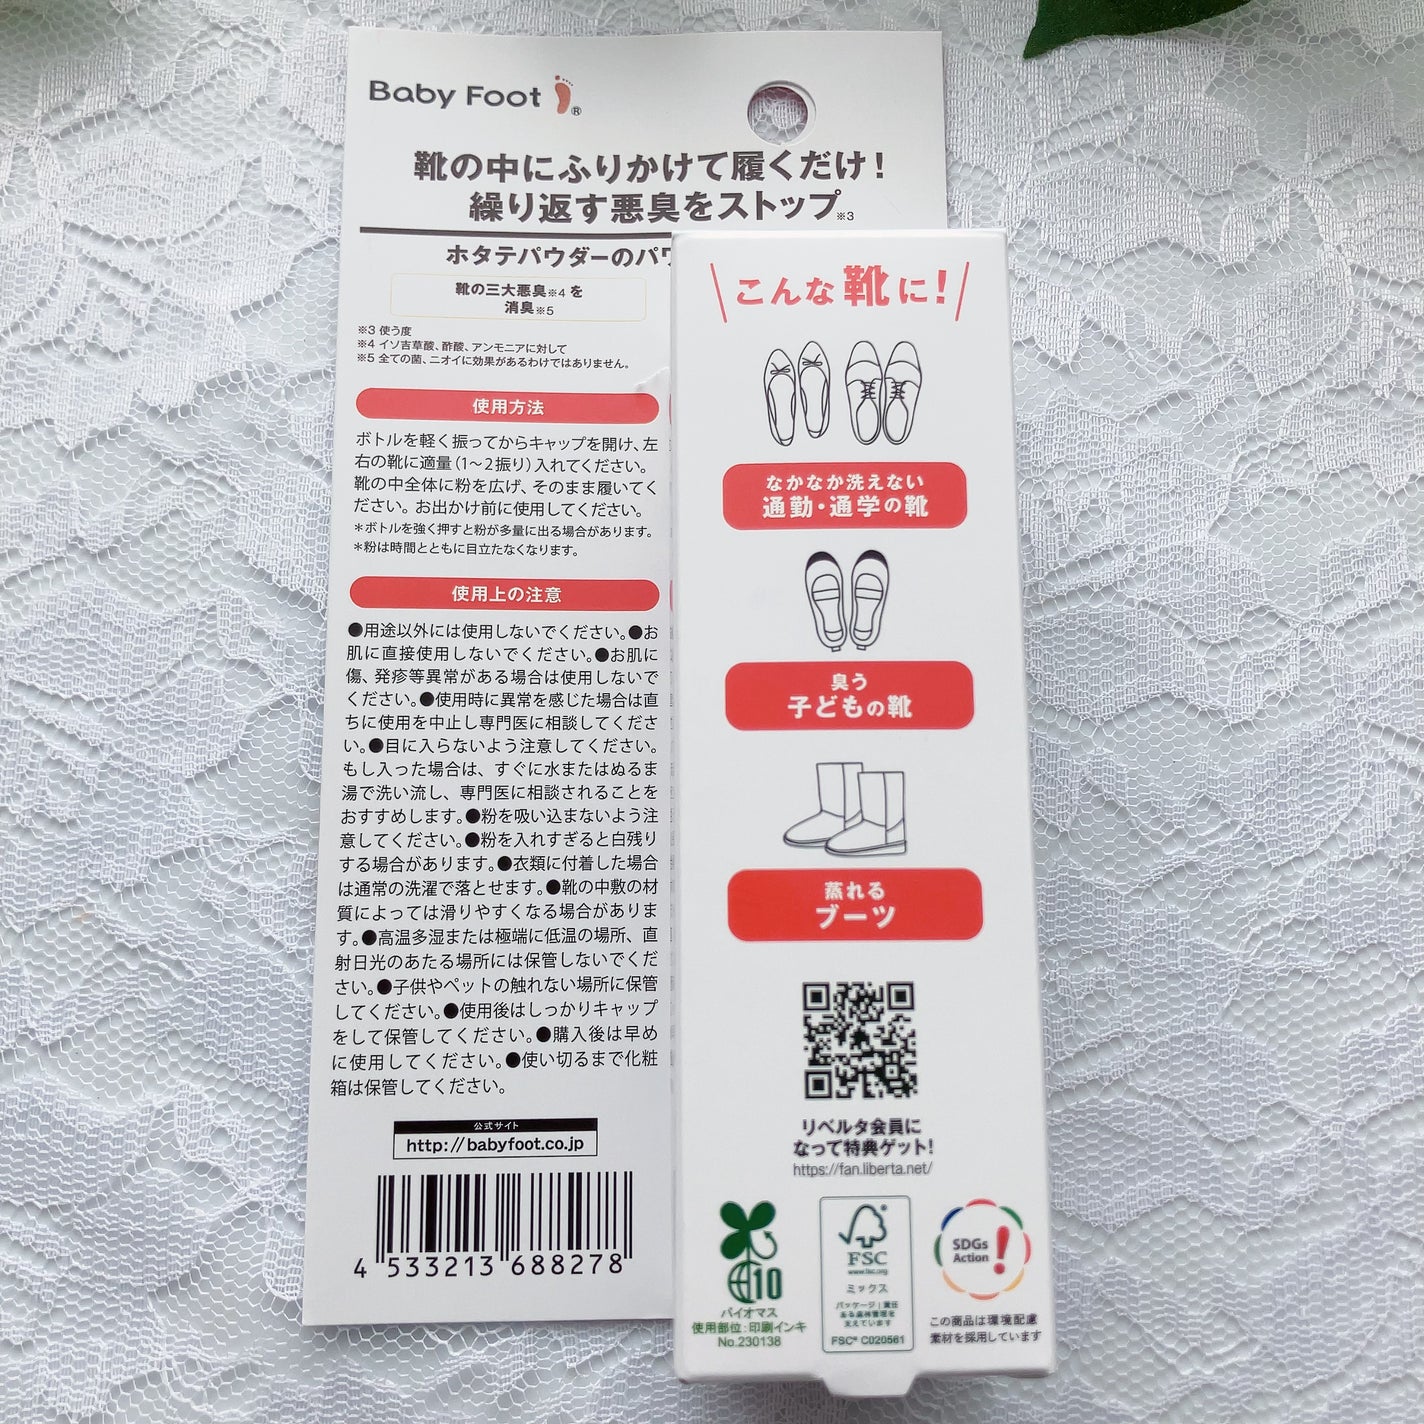 Baby Foot ®
靴の中にふりかけて履くだけ！
繰り返す悪臭をストップ※3
ホタテパウダーのパワ
靴の三大悪臭※4 を
消臭※5
※3 使う度
※4 イソ吉草酸、酢酸、アンモニアに対して
※5 全ての菌、ニオイに効果があるわけではありません。
使用方法
ボトルを軽く振ってからキャップを開け、左
右の靴に適量（1～2振り）入れてください。
靴の中全体に粉を広げ、そのまま履いてく
ださい。お出かけ前に使用してください。
＊ボトルを強く押すと粉が多量に出る場合があります。
＊粉は時間とともに目立たなくなります。
使用上の注意
●用途以外には使用しないでください。●お
肌に直接使用しないでください。●お肌に
傷、発疹等異常がある場合は使用しないで
ください。●使用時に異常を感じた場合は直
ちに使用を中止し専門医に相談してくださ
い。●目に入らないよう注意してください。
もし入った場合は、すぐに水またはぬるま
湯で洗い流し、専門医に相談されることを
おすすめします。●粉を吸い込まないよう注
意してください。●粉を入れすぎると白残り
する場合があります。●衣類に付着した場合
は通常の洗濯で落とせます。●靴の中敷の材
質によっては滑りやすくなる場合がありま
す。●高温多湿または極端に低温の場所、直
射日光のあたる場所には保管しないでくだ
さい。●子供やペットの触れない場所に保管
してください。●使用後はしっかりキャップ
をして保管してください。●購入後は早め
に使用してください。●使い切るまで化粧
箱は保管してください。
公式サイト
http://babyfoot.co.jp
4 533213 688278
こんな靴に！
なかなか洗えない
通勤・通学の靴
臭う
子どもの靴
蒸れる
ブーツ
リベルタ会員に
なって特典ゲット！
https://fan.liberta.net/
10
バイオマス
使用部位：印刷インキ
No.230138
FSC
www.fsc.org
ミックス
パッケージ｜責任
ある森林管理を
支えています
FSC® C020561
SDGs
Action !
この商品は環境配慮
素材を採用しています